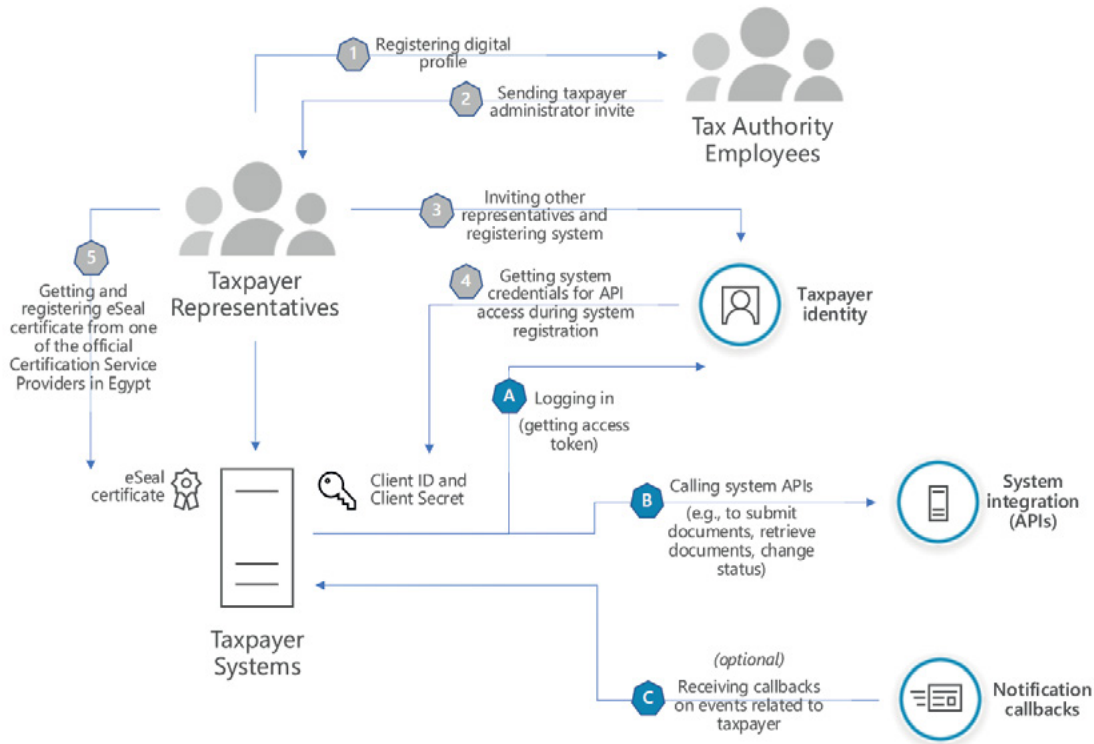 1
Registering digital
profile
2
Sending taxpayer
administrator invite
Tax Authority
Employees
3
Inviting other
representatives and
registering system
5
Taxpayer
Representatives
4
Getting system
credentials for API
access during system
registration
Taxpayer
identity
Getting and
registering eSeal
certificate from one
of the official
Certification Service
Providers in Egypt
A
Logging in
(getting access
token)
eSeal
certificate
Client ID and
Client Secret
B
Calling system APIs
(e.g., to submit
documents, retrieve
documents, change
status)
System
integration
(APIs)
Taxpayer
Systems
(optional)
C
Receiving callbacks
on events related to
taxpayer
Notification
callbacks